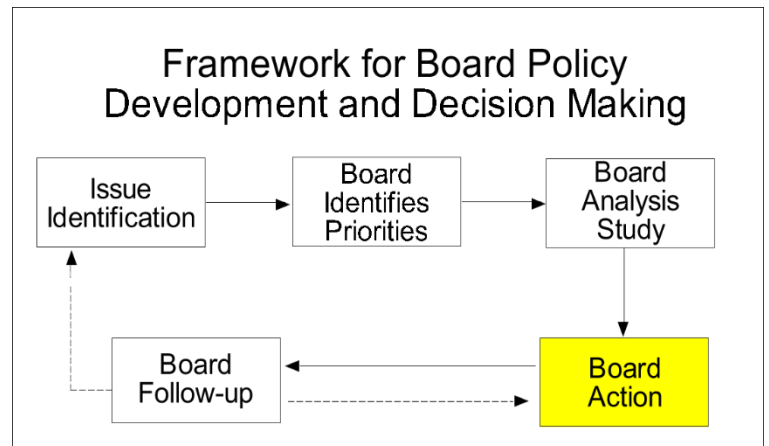 Framework for Board Policy
Development and Decision Making
Issue
Identification
Board
Identifies
Priorities
Board
Analysis
Study
Board
Follow-up
Board
Action